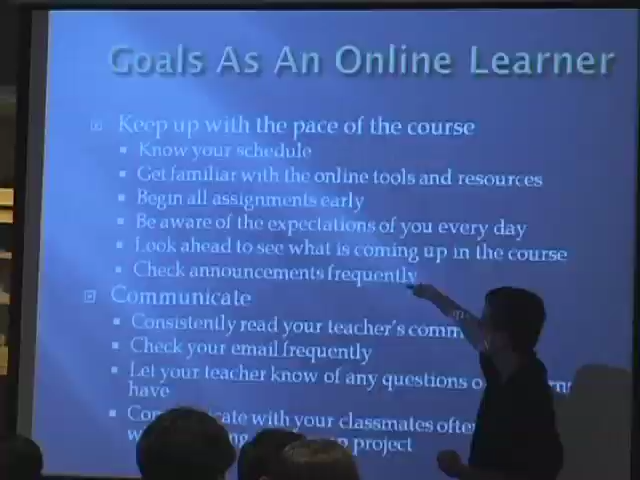 Goals As An Online Learner
Keep up with the pace of the course
Know your schedule
Get familiar with the online tools and resources
Begin all assignments early
Be aware of the expectations of you every day
Look ahead to see what is coming up in the course
Check announcements frequently
Communicate
Consistently read your teacher's comm
Check your email frequently
Let your teacher know of any questions o
have
with your classmates
project